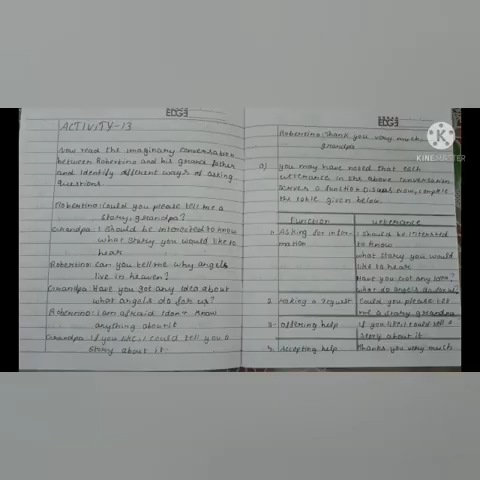 EDGE
ACTIVITY-13
Now read the imaginary conversation
between Robertino and his grand father
and identify different ways of asking
questions.
Robertino: Could you please tell me a
story, grandpa?
Grandpa: I should be interested to know
what story you would like to
hear
Robertino: Can you tell me why angels
live in heaven?
Grandpa: Have you got any idea about
what angels do for us?
Robertino: I am afraid I don't know
anything about it
Grandpa: If you like, I could tell you a
story about it.
EDGE
Robertino: Thank you very much,
grandpa
a) you may have noted that each
utterance in the above conversation
serves a function. Now, complete
the table given below.
Function utterance
1. Asking for infor- I should be interested
mation to know
what story you would
like to hear
Have you got any idea?
what do angels do for us?
2. Making a request Could you please tell
me a story grandpa
3. Offering help If you like I could tell a
story about it
4. Accepting help Thanks you very much
KINEMASTER